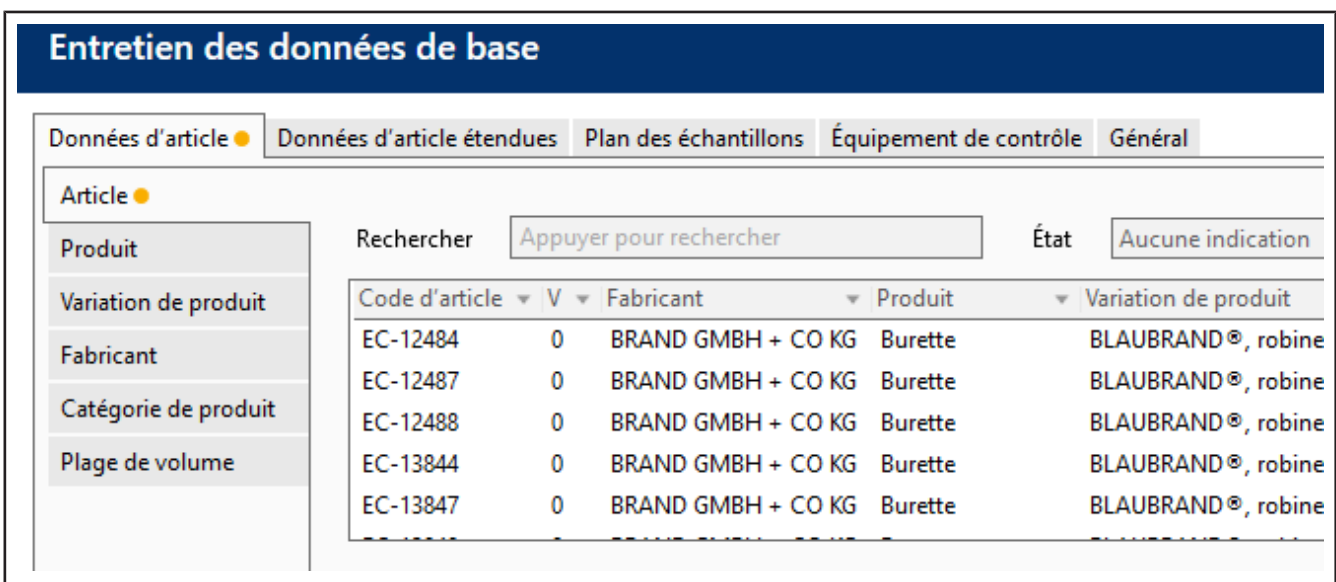 Entretien des données de base
Données d'article Données d'article étendues Plan des échantillons Équipement de contrôle Général
Article
Produit
Variation de produit
Fabricant
Catégorie de produit
Plage de volume
Rechercher Appuyer pour rechercher État Aucune indication
Code d'article V Fabricant Produit Variation de produit
EC-12484 0 BRAND GMBH + CO KG Burette BLAUBRAND®, robine
EC-12487 0 BRAND GMBH + CO KG Burette BLAUBRAND®, robine
EC-12488 0 BRAND GMBH + CO KG Burette BLAUBRAND®, robine
EC-13844 0 BRAND GMBH + CO KG Burette BLAUBRAND®, robine
EC-13847 0 BRAND GMBH + CO KG Burette BLAUBRAND®, robine